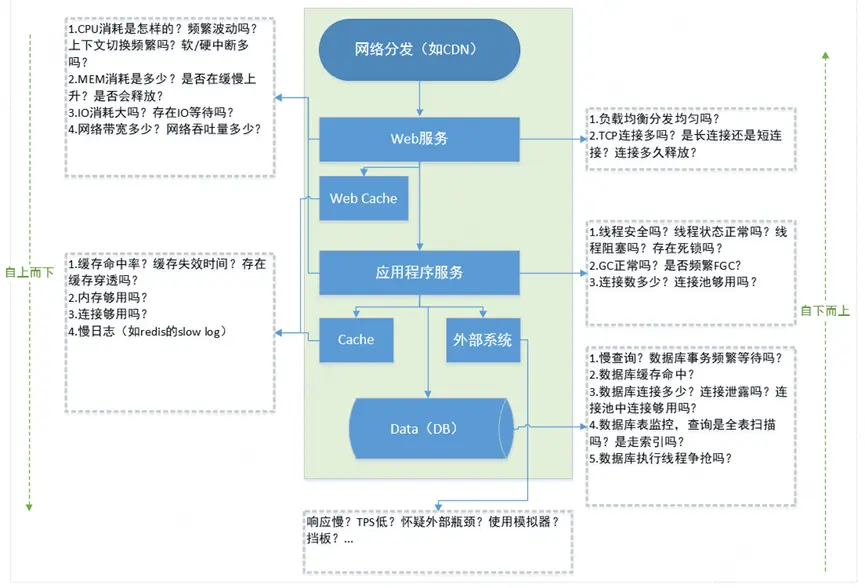 1.CPU消耗是怎样的？频繁波动吗？
上下文切换频繁吗？软/硬中断多
吗？
2.MEM消耗是多少？是否在缓慢上
升？是否会释放？
3.IO消耗大吗？存在IO等待吗？
4.网络带宽多少？网络吞吐量多少？
网络分发（如CDN）
Web服务
1.负载均衡分发均匀吗？
2.TCP连接多吗？是长连接还是短连
接？连接多久释放？
Web Cache
自上而下
1.缓存命中率？缓存失效时间？存在
缓存穿透吗？
2.内存够用吗？
3.连接够用吗？
4.慢日志（如redis的slow log）
应用程序服务
1.线程安全吗？线程状态正常吗？线
程阻塞吗？存在死锁吗？
2.GC正常吗？是否频繁FGC？
3.连接数多少？连接池够用吗？
自下而上
Cache
外部系统
Data（DB）
1.慢查询？数据库事务频繁等待吗？
2.数据库缓存命中？
3.数据库连接多少？连接泄露吗？连
接池中连接够用吗？
4.数据库表监控，查询是全表扫描
吗？是走索引吗？
5.数据库执行线程争抢吗？
响应慢？TPS低？怀疑外部瓶颈？使用模拟器？
挡板？...